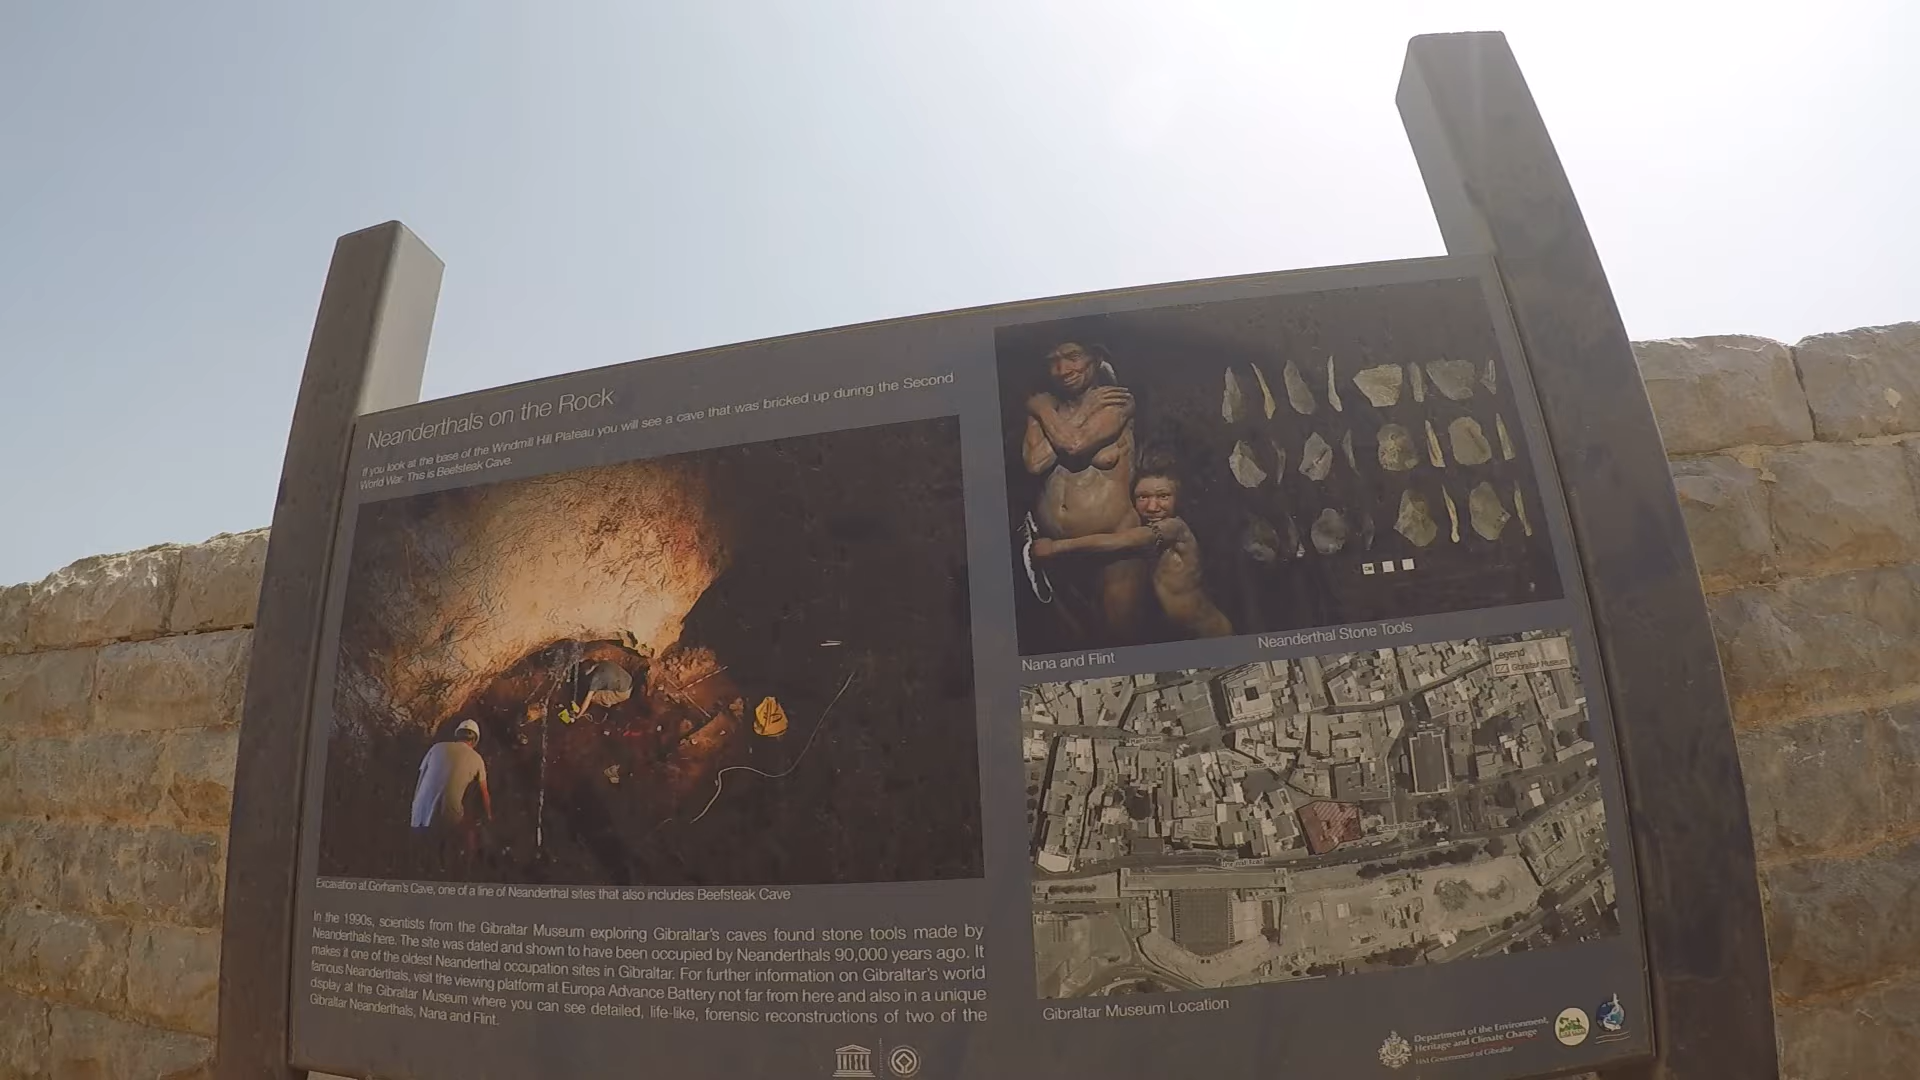 Neanderthals on the Rock
If you look at the base of the Windmill Hill Plateau you will see a cave that was bricked up during the Second
World War. This is Beefsteak Cave.
Excavation at Gorham's Cave, one of a line of Neanderthal sites that also includes Beefsteak Cave
In the 1990s, scientists from the Gibraltar Museum exploring Gibraltar's caves found stone tools made by
Neanderthals here. The site was dated and shown to have been occupied by Neanderthals 90,000 years ago. It
makes it one of the oldest Neanderthal occupation sites in Gibraltar. For further information on Gibraltar's world
famous Neanderthals, visit the viewing platform at Europa Advance Battery not far from here and also in a unique
display at the Gibraltar Museum where you can see detailed, life-like, forensic reconstructions of two of the
Gibraltar Neanderthals, Nana and Flint.
Nana and Flint
Neanderthal Stone Tools
Legend
Gibraltar Museum
Gibraltar Museum Location
Department of the Environment,
Heritage and Climate Change
HM Government of Gibraltar